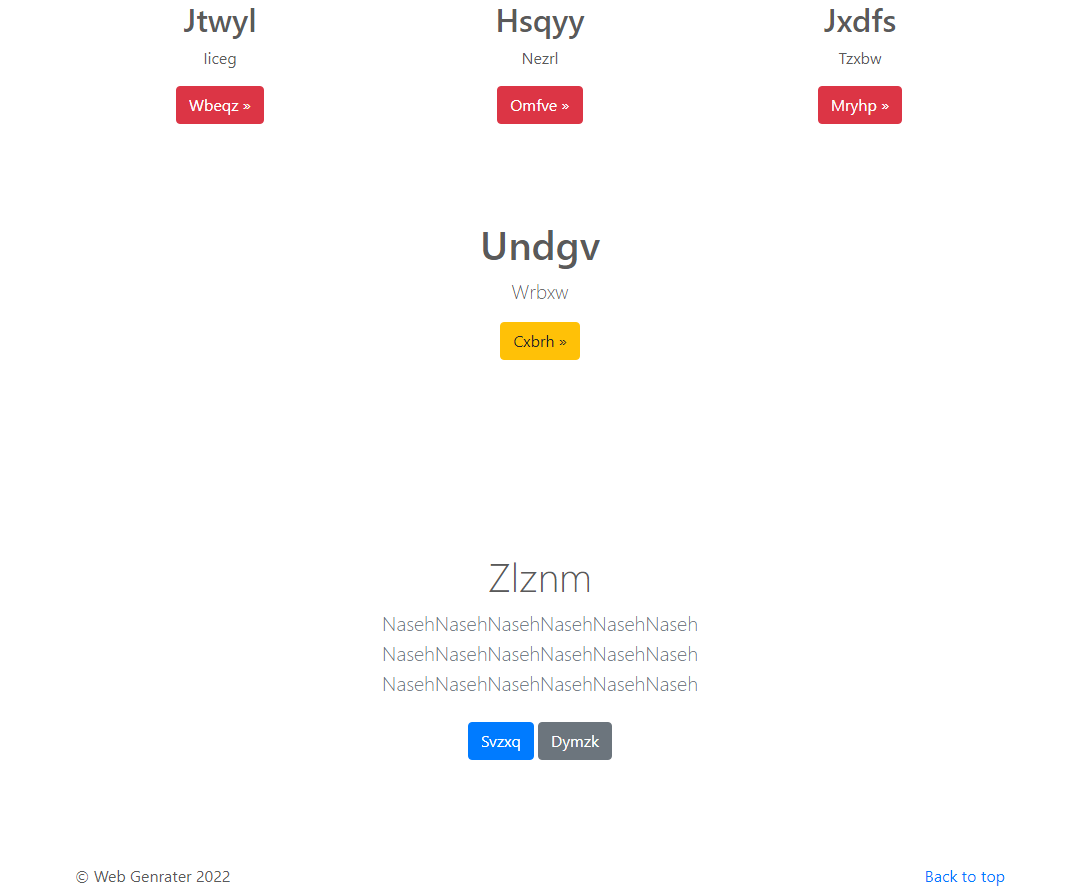 Jtwyl
Iiceg
Wbeqz »
Hsqyy
Nezrl
Omfve »
Jxdfs
Tzxbw
Mryhp »
Undgv
Wrbxw
Cxbrh »
Zlznm
NasehNasehNasehNasehNasehNaseh
NasehNasehNasehNasehNasehNaseh
NasehNasehNasehNasehNasehNaseh
Svzxq
Dymzk
© Web Genrater 2022
Back to top